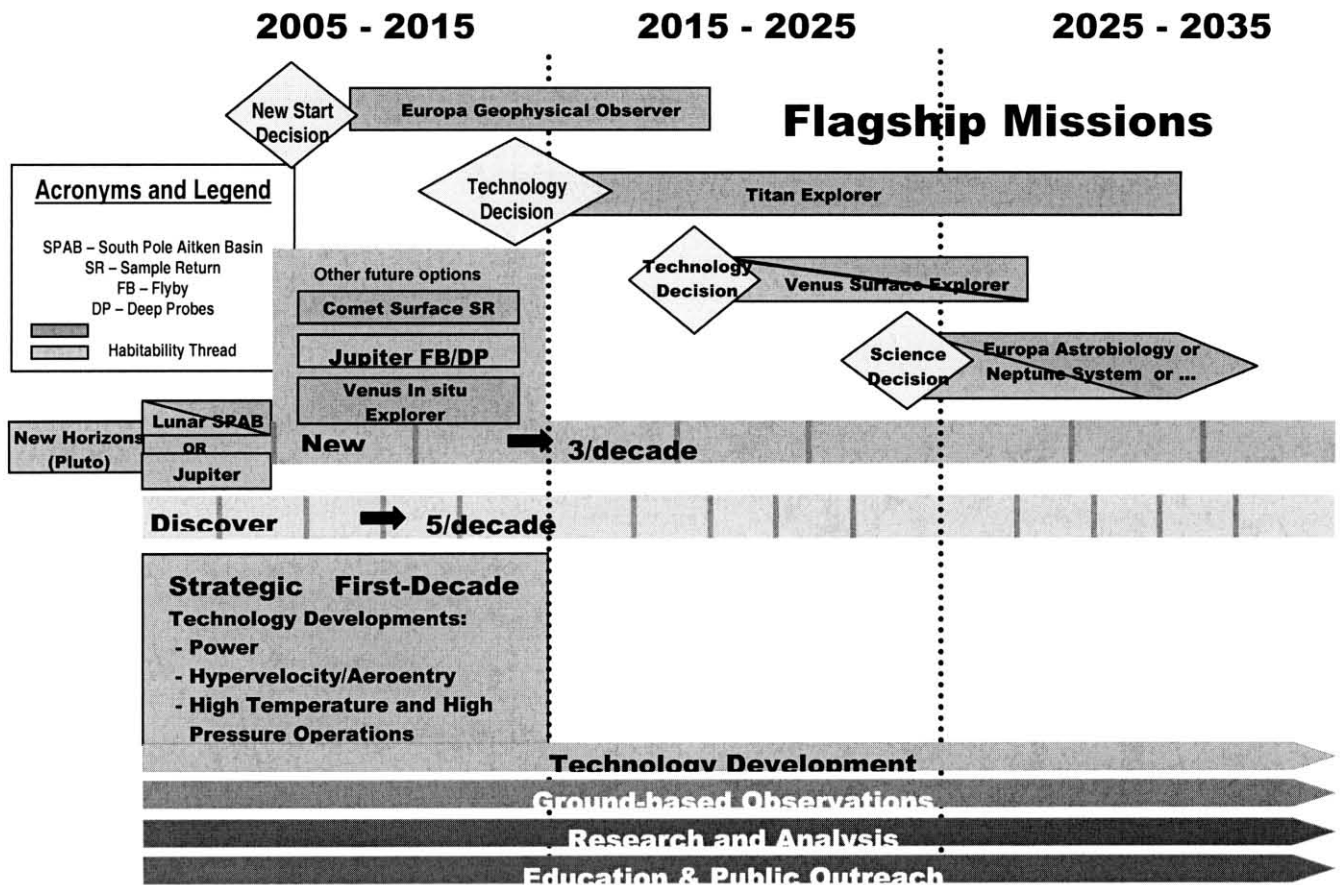 2005 - 2015
2015 - 2025
2025 - 2035
New Start
Decision
Europa Geophysical Observer
Flagship Missions
Technology
Decision
Titan Explorer
Acronyms and Legend
SPAB – South Pole Aitken Basin
SR – Sample Return
FB – Flyby
DP – Deep Probes
Habitability Thread
Other future options
Comet Surface SR
Jupiter FB/DP
Venus In situ
Explorer
Technology
Decision
Venus Surface Explorer
Science
Decision
Europa Astrobiology or
Neptune System or ...
New Horizons
(Pluto)
Lunar SPAB
OR
Jupiter
New
3/decade
Discover
5/decade
Strategic First-Decade
Technology Developments:
- Power
- Hypervelocity/Aeroentry
- High Temperature and High
Pressure Operations
Technology Development
Ground-based Observations
Research and Analysis
Education & Public Outreach